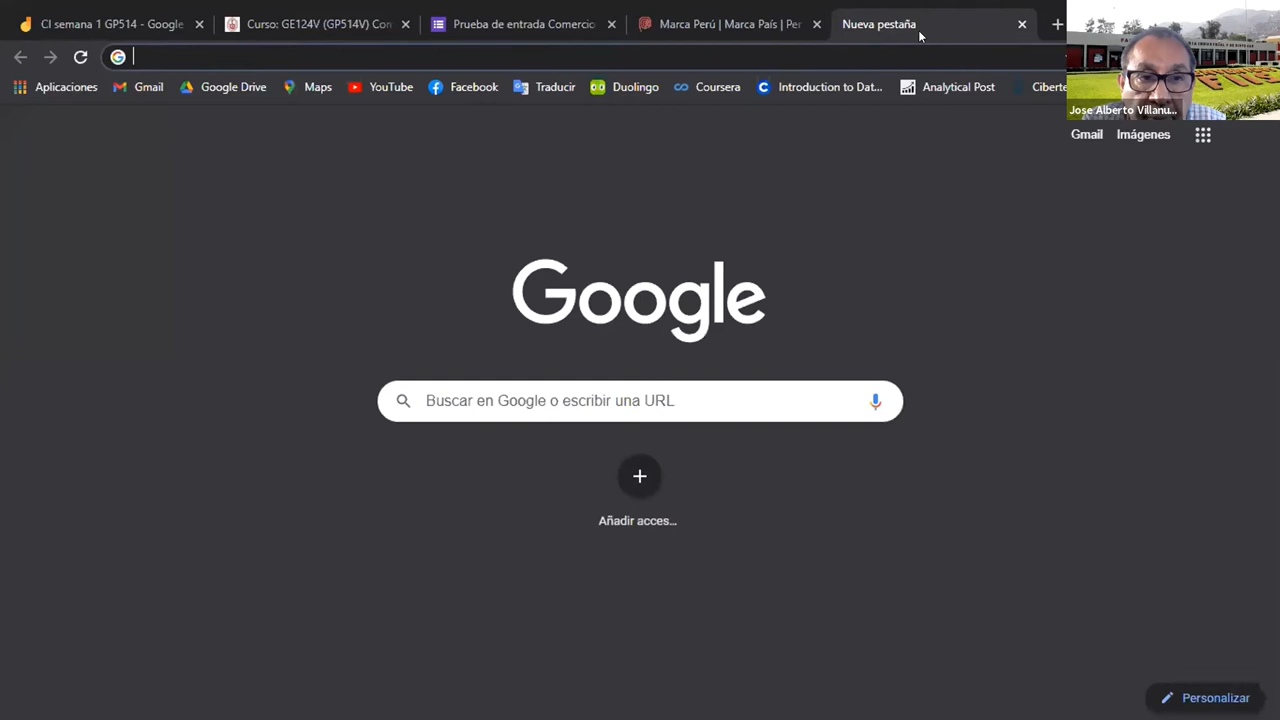 CI semana 1 GP514 - Google
Curso: GE124V (GP514V) Com
Prueba de entrada Comercio
Marca Perú | Marca País | Per
Nueva pestaña
Aplicaciones
Gmail
Google Drive
Maps
YouTube
Facebook
Traducir
Duolingo
Coursera
Introduction to Dat...
Analytical Post
Ciberte
Jose Alberto Villanu...
Gmail
Imágenes
Google
Buscar en Google o escribir una URL
Añadir acces...
Personalizar